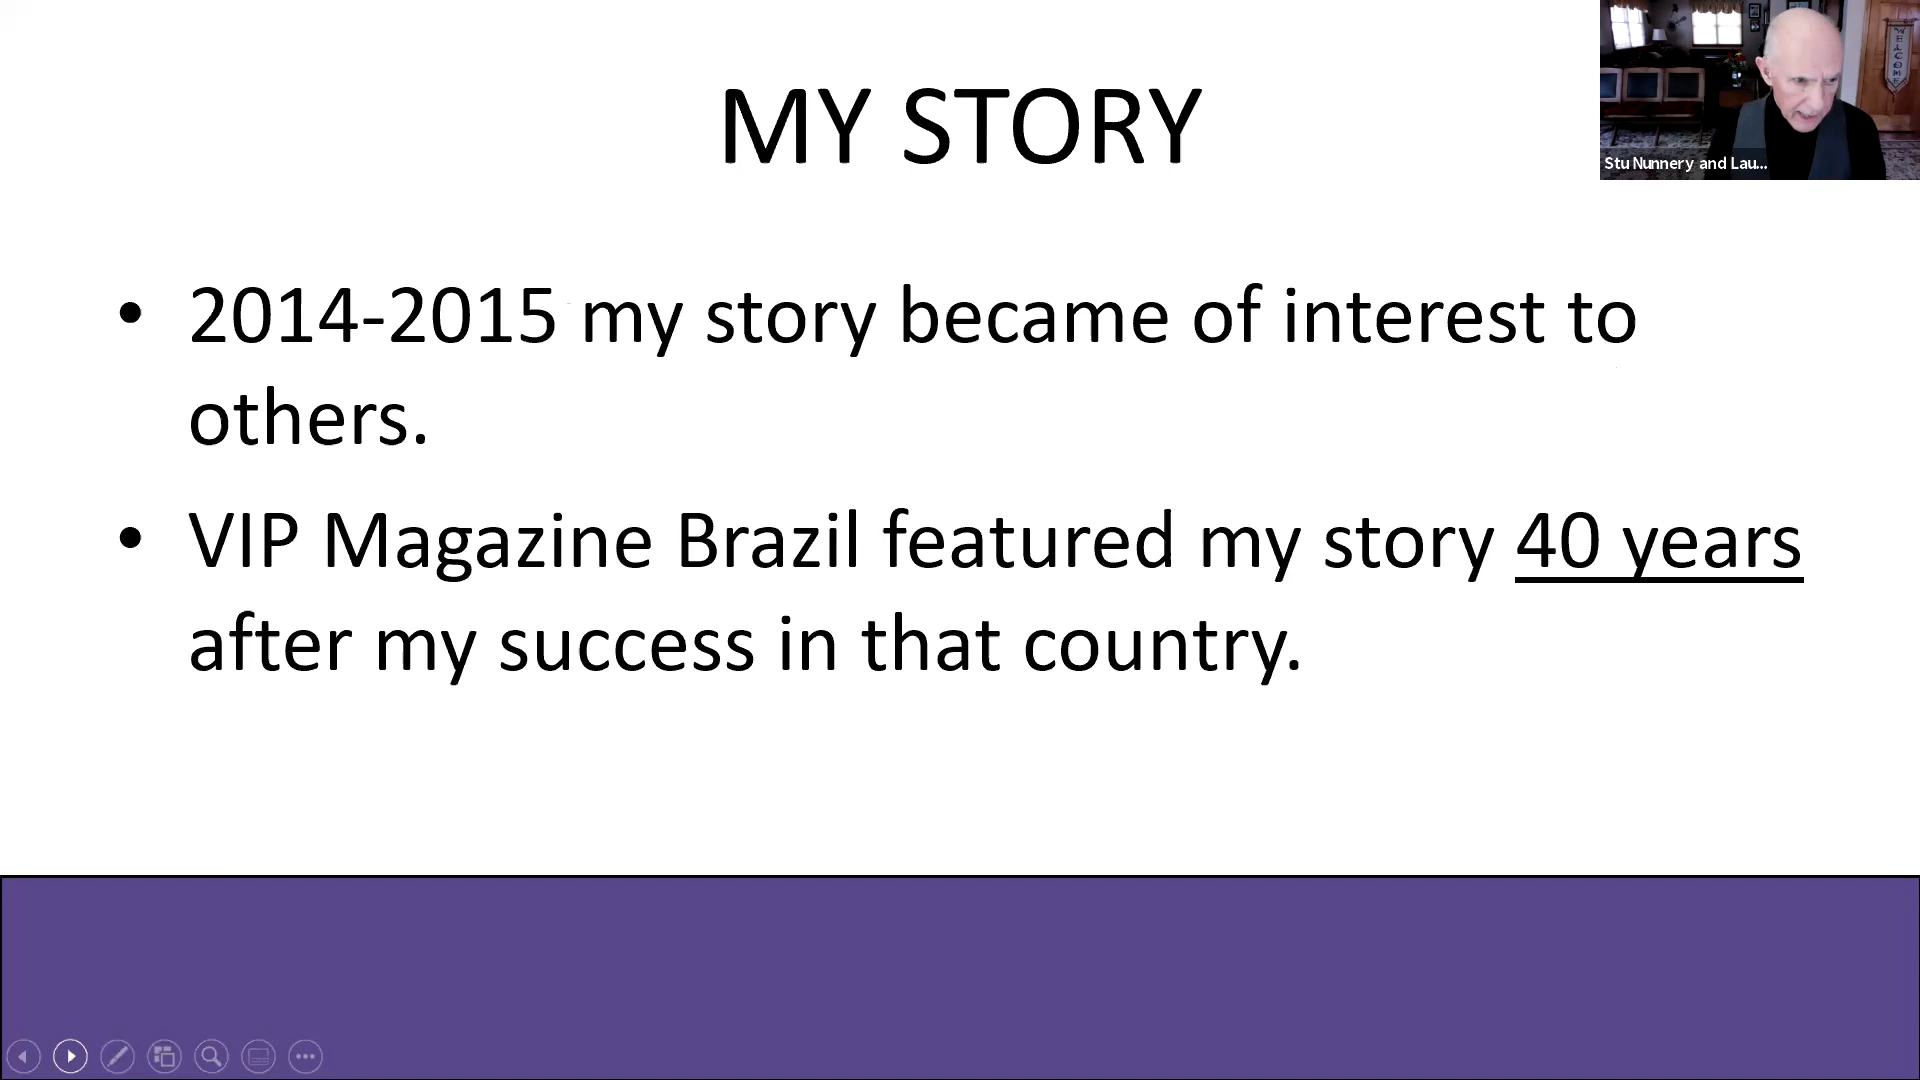 MY STORY
WELCOME
Stu Nunnery and Lau...
• 2014-2015 my story became of interest to
others.
• VIP Magazine Brazil featured my story 40 years
after my success in that country.